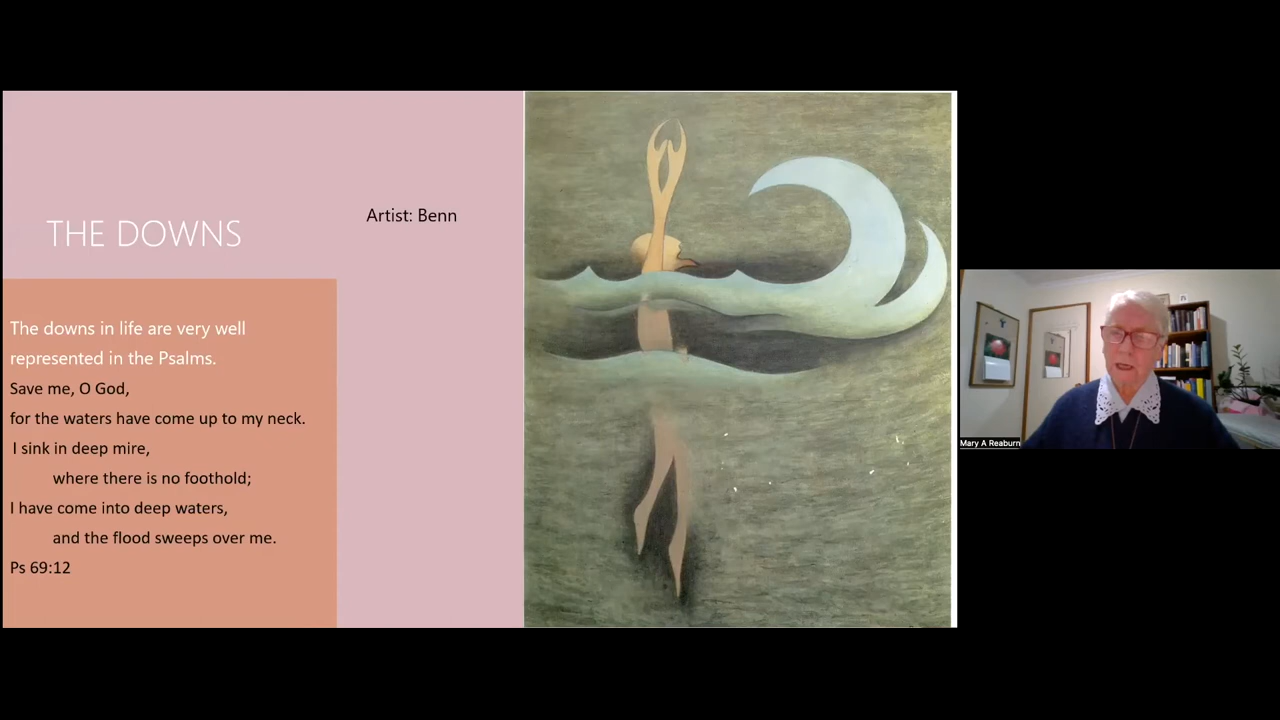 THE DOWNS
Artist: Benn
The downs in life are very well
represented in the Psalms.
Save me, O God,
for the waters have come up to my neck.
I sink in deep mire,
where there is no foothold;
I have come into deep waters,
and the flood sweeps over me.
Ps 69:12
Mary A Reaburn